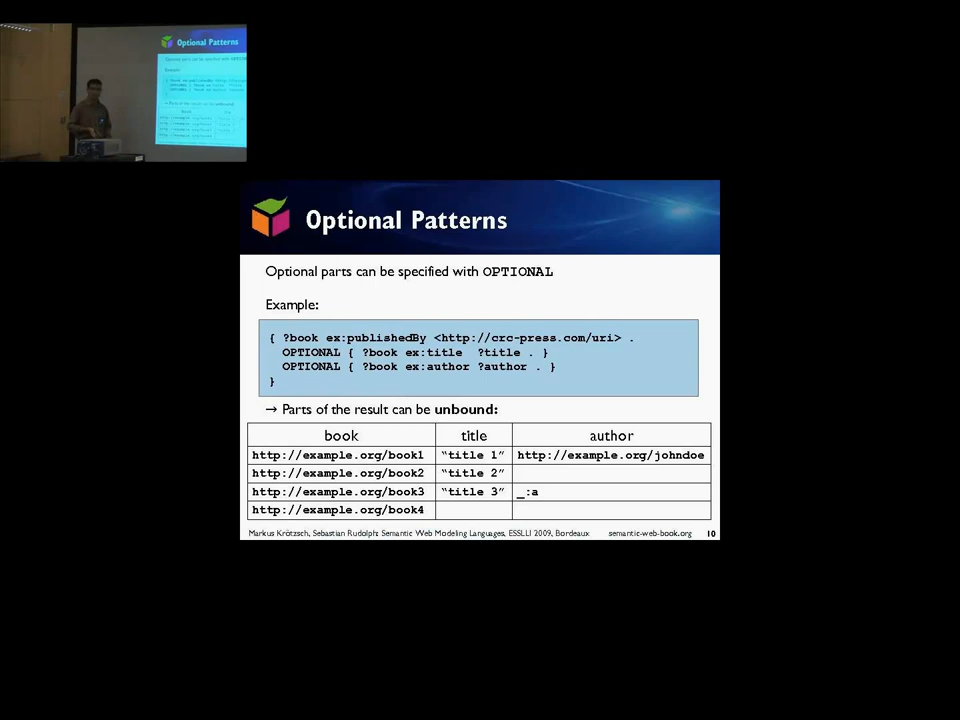 Optional Patterns
Optional Patterns
Optional parts can be specified with OPTIONAL
Example:
{ ?book ex:publishedBy <http://crc-press.com/uri> .
OPTIONAL { ?book ex:title ?title . }
OPTIONAL { ?book ex:author ?author . }
}
→ Parts of the result can be unbound:
book title author
http://example.org/book1 “title 1” http://example.org/johndoe
http://example.org/book2 “title 2”
http://example.org/book3 “title 3” _:a
http://example.org/book4
Markus Krötzsch, Sebastian Rudolph: Semantic Web Modeling Languages, ESSLLI 2009, Bordeaux semantic-web-book.org 10